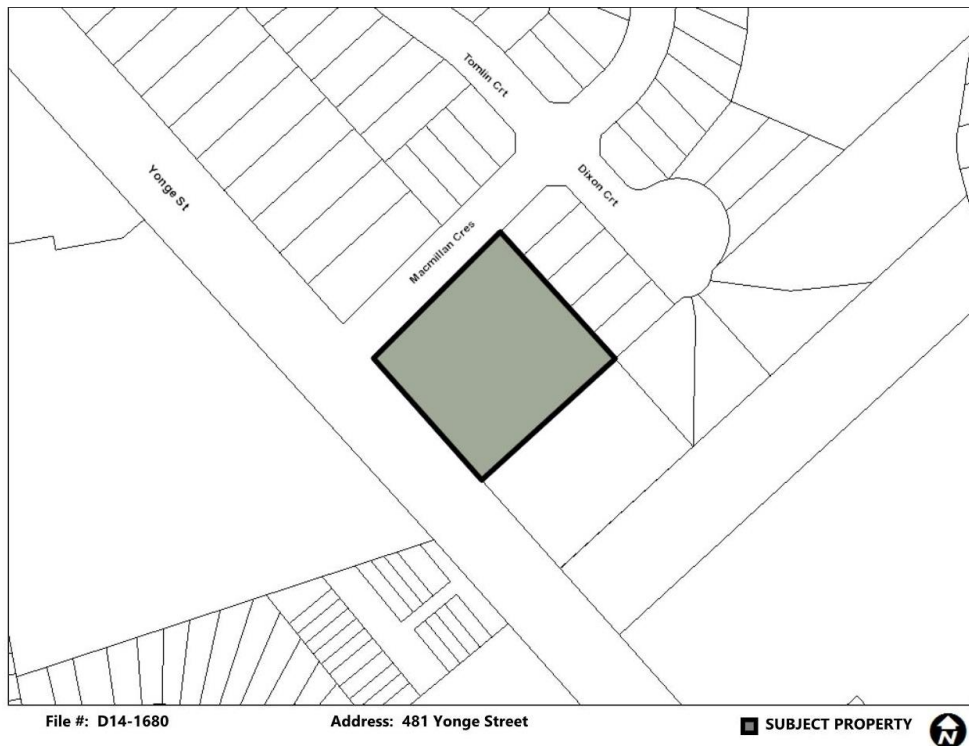 Tomlin Crt
Yonge St
Dixon Crt
Macmillan Cres
File #: D14-1680 Address: 481 Yonge Street SUBJECT PROPERTY N